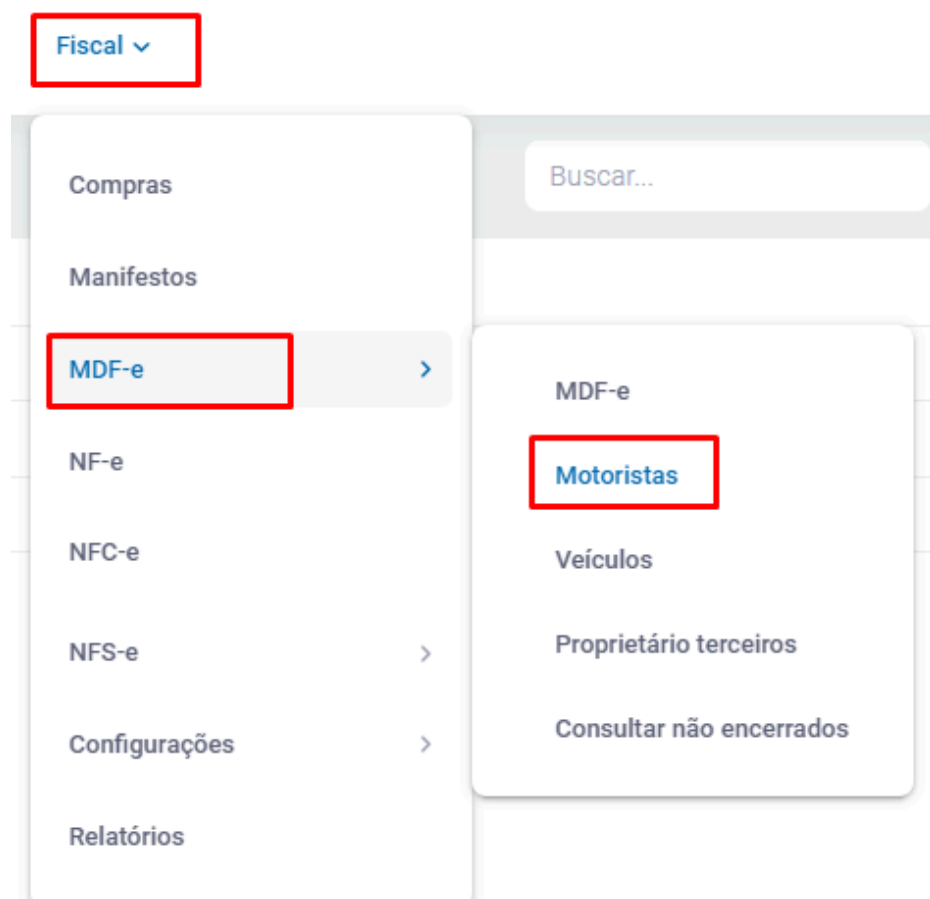 Fiscal
Compras
Buscar...
Manifestos
MDF-e
NF-e
NFC-e
NFS-e
Configurações
Relatórios
MDF-e
Motoristas
Veículos
Proprietário terceiros
Consultar não encerrados